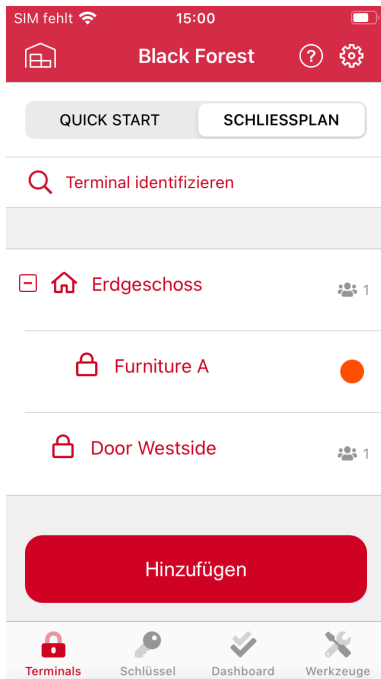 SIM fehlt 15:00
Black Forest
QUICK START SCHLIESSPLAN
Terminal identifizieren
Erdgeschoss 1
Furniture A
Door Westside 1
Hinzufügen
Terminals Schlüssel Dashboard Werkzeuge